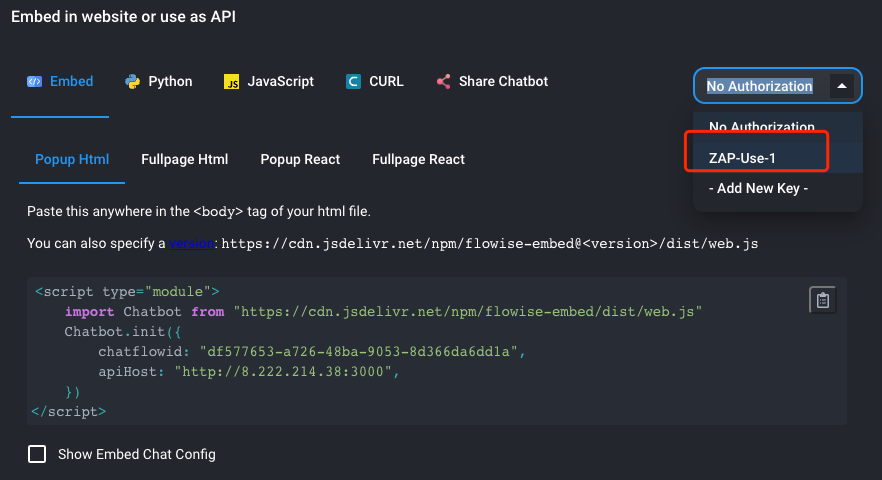 Embed in website or use as API
Embed
Python
JS JavaScript
C CURL
Share Chatbot
No Authorization
No Authorization
ZAP-Use-1
- Add New Key -
Popup Html
Fullpage Html
Popup React
Fullpage React
Paste this anywhere in the <body> tag of your html file.
You can also specify a version: https://cdn.jsdelivr.net/npm/flowise-embed@<version>/dist/web.js
<script type="module">
    import Chatbot from "https://cdn.jsdelivr.net/npm/flowise-embed/dist/web.js"
    Chatbot.init({
        chatflowid: "df577653-a726-48ba-9053-8d366da6dd1a",
        apiHost: "http://8.222.214.38:3000",
    })
</script>
Show Embed Chat Config